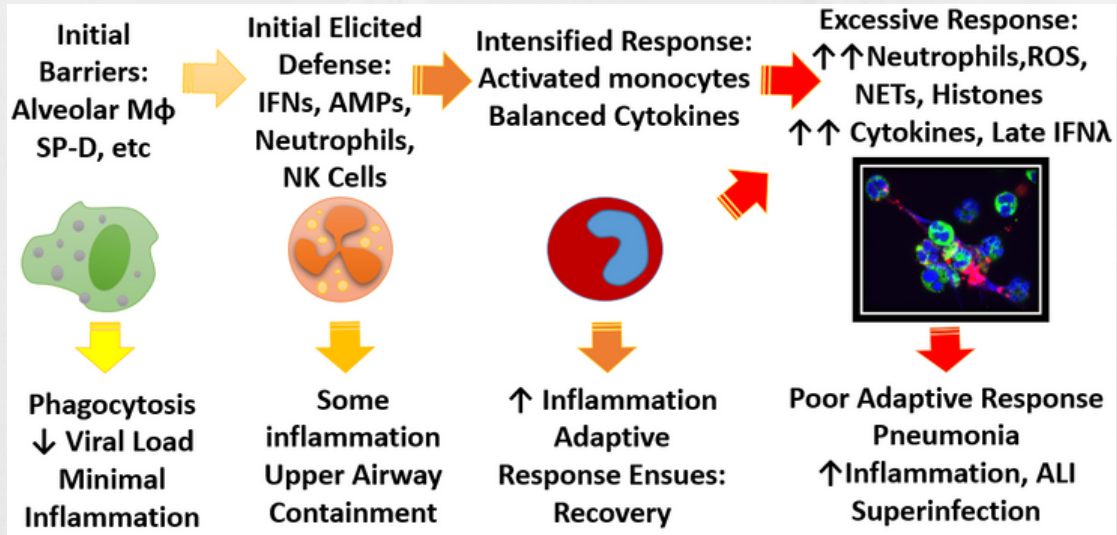 Initial
Barriers:
Alveolar Mϕ
SP-D, etc
Initial Elicited
Defense:
IFNs, AMPs,
Neutrophils,
NK Cells
Intensified Response:
Activated monocytes
Balanced Cytokines
Excessive Response:
↑↑Neutrophils,ROS,
NETs, Histones
↑↑ Cytokines, Late IFNλ
Phagocytosis
↓ Viral Load
Minimal
Inflammation
Some
inflammation
Upper Airway
Containment
↑ Inflammation
Adaptive
Response Ensues:
Recovery
Poor Adaptive Response
Pneumonia
↑Inflammation, ALI
Superinfection